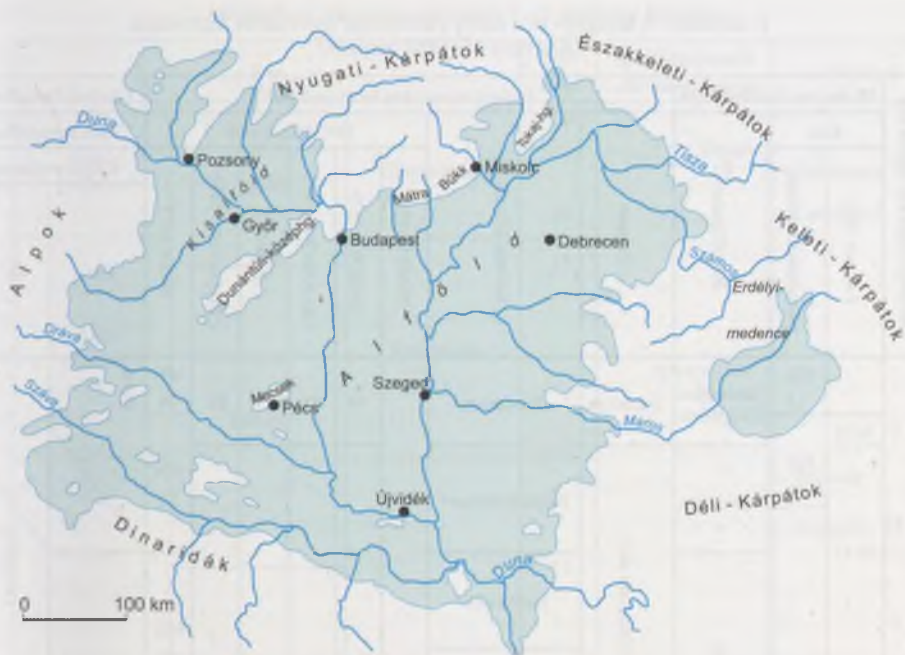 Nyugati - Kárpátok
Északkeleti - Kárpátok
Duna
Pozsony
Tokaji-hg.
Miskolc
Bükk
Mátra
Tisza
Kisalföld
Győr
Dunántúli-középhg.
Budapest
Debrecen
Alpok
Alföld
Szamos
Keleti - Kárpátok
Erdélyi-
medence
Dráva
Száva
Mecsek
Pécs
Szeged
Maros
Újvidék
Déli - Kárpátok
Dinaridák
Duna
0 100 km